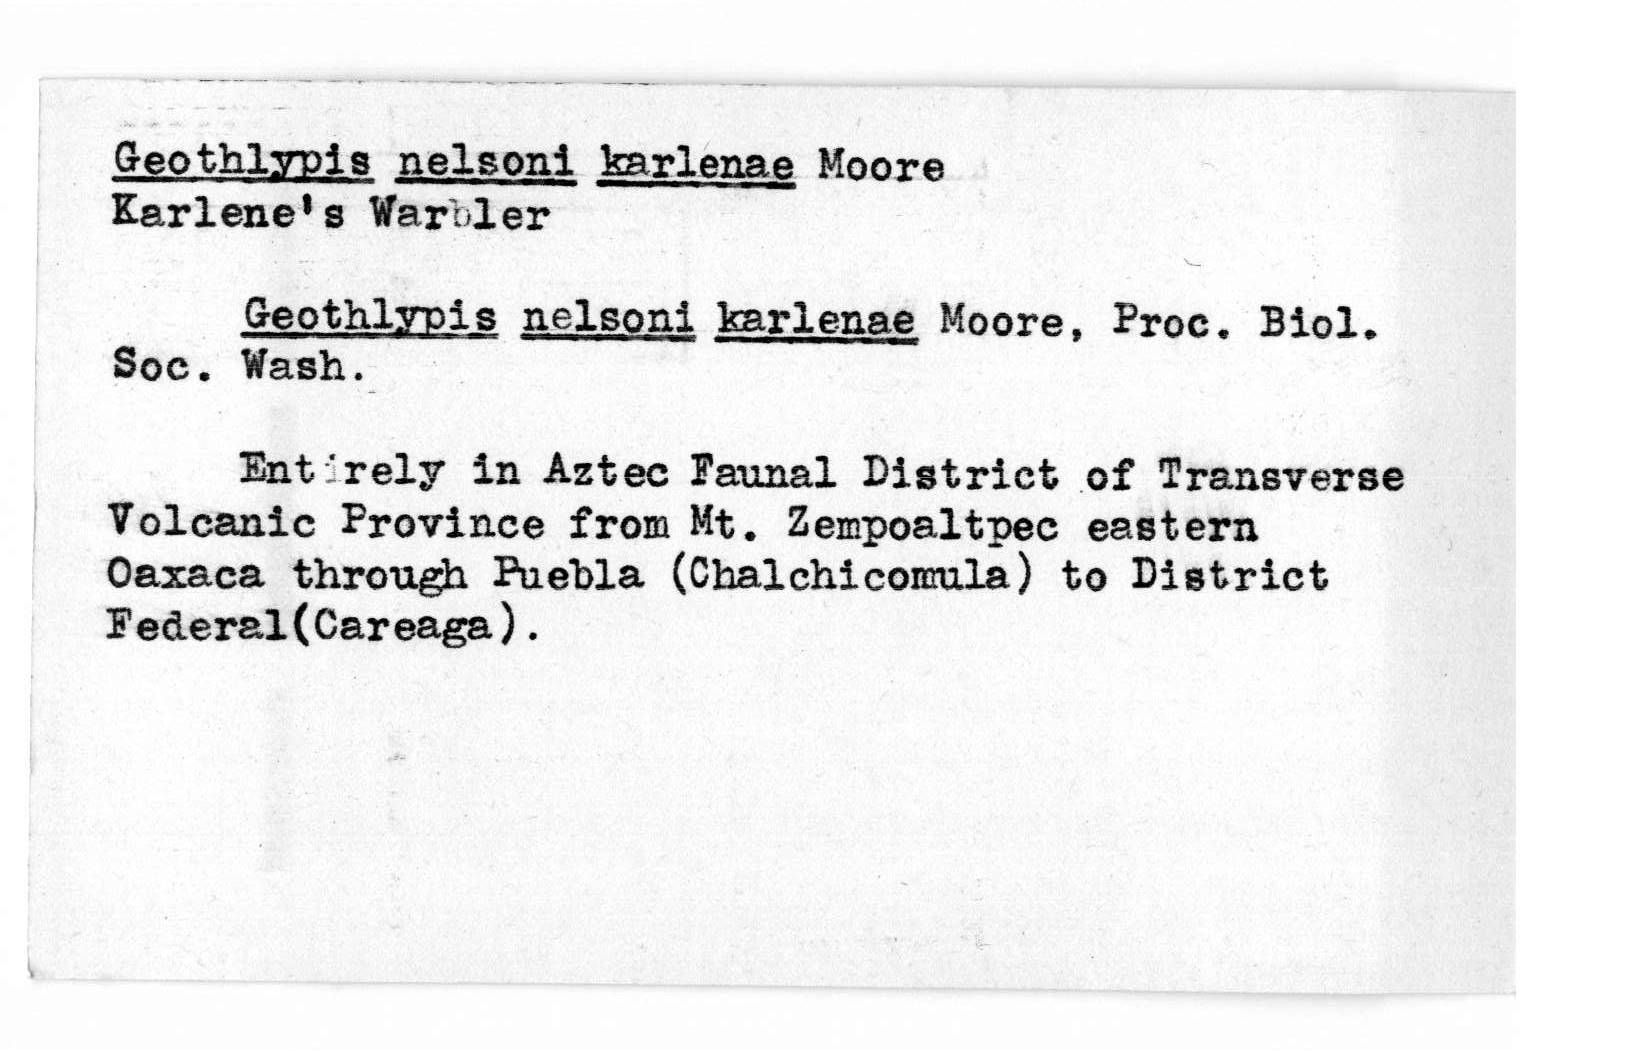 Geothlypis nelsoni karlenae Moore
Karlene's Warbler
Geothlypis nelsoni karlenae Moore, Proc. Biol.
Soc. Wash.
Entirely in Aztec Faunal District of Transverse
Volcanic Province from Mt. Zempoaltpec eastern
Oaxaca through Puebla (Chalchicomula) to District
Federal(Careaga).